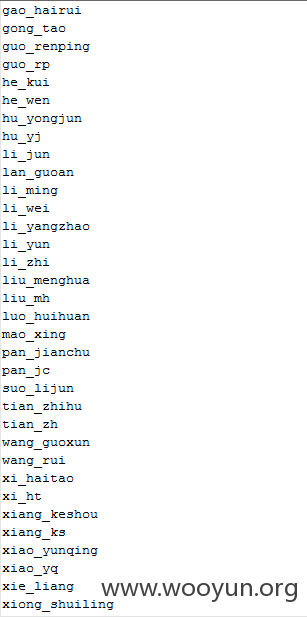 gao_hairui
gong_tao
guo_renping
guo_rp
he_kui
he_wen
hu_yongjun
hu_yj
li_jun
lan_guoan
li_ming
li_wei
li_yangzhao
li_yun
li_zhi
liu_menghua
liu_mh
luo_huihuan
mao_xing
pan_jianchu
pan_jc
suo_lijun
tian_zhihu
tian_zh
wang_guoxun
wang_rui
xi_haitao
xi_ht
xiang_keshou
xiang_ks
xiao_yunqing
xiao_yq
xie_liang
www.wooyun.org
xiong_shuiling